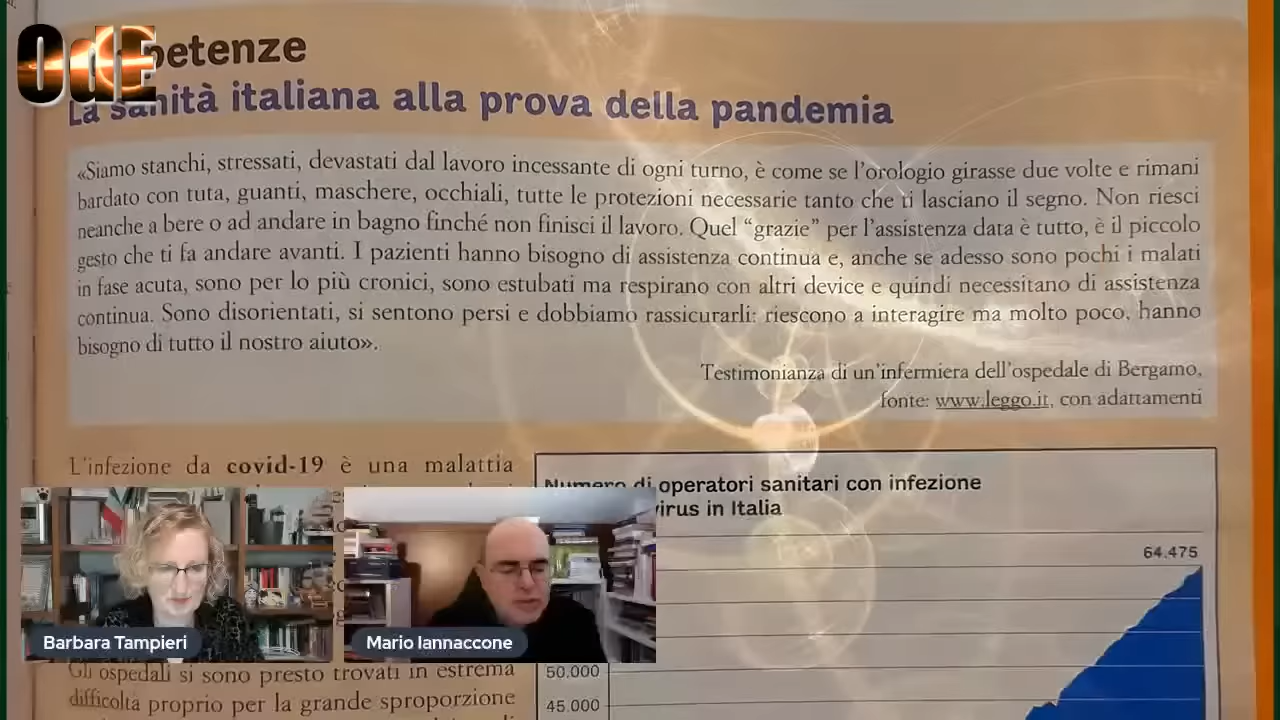 OdE
petenze
La sanità italiana alla prova della pandemia
«Siamo stanchi, stressati, devastati dal lavoro incessante di ogni turno, è come se l'orologio girasse due volte e rimani
bardato con tuta, guanti, maschere, occhiali, tutte le protezioni necessarie tanto che ti lasciano il segno. Non riesci
neanche a bere o ad andare in bagno finché non finisci il lavoro. Quel “grazie” per l'assistenza data è tutto, è il piccolo
gesto che ti fa andare avanti. I pazienti hanno bisogno di assistenza continua e, anche se adesso sono pochi i malati
in fase acuta, sono per lo più cronici, sono estubati ma respirano con altri device e quindi necessitano di assistenza
continua. Sono disorientati, si sentono persi e dobbiamo rassicurarli: riescono a interagire ma molto poco, hanno
bisogno di tutto il nostro aiuto».
Testimonianza di un'infermiera dell'ospedale di Bergamo,
fonte: www.leggo.it, con adattamenti
L'infezione da covid-19 è una malattia
Gli ospedali si sono presto trovati in estrema
difficoltà proprio per la grande sproporzione
Numero di operatori sanitari con infezione
virus in Italia
64.475
50.000
45.000
Barbara Tampieri
Mario Iannaccone